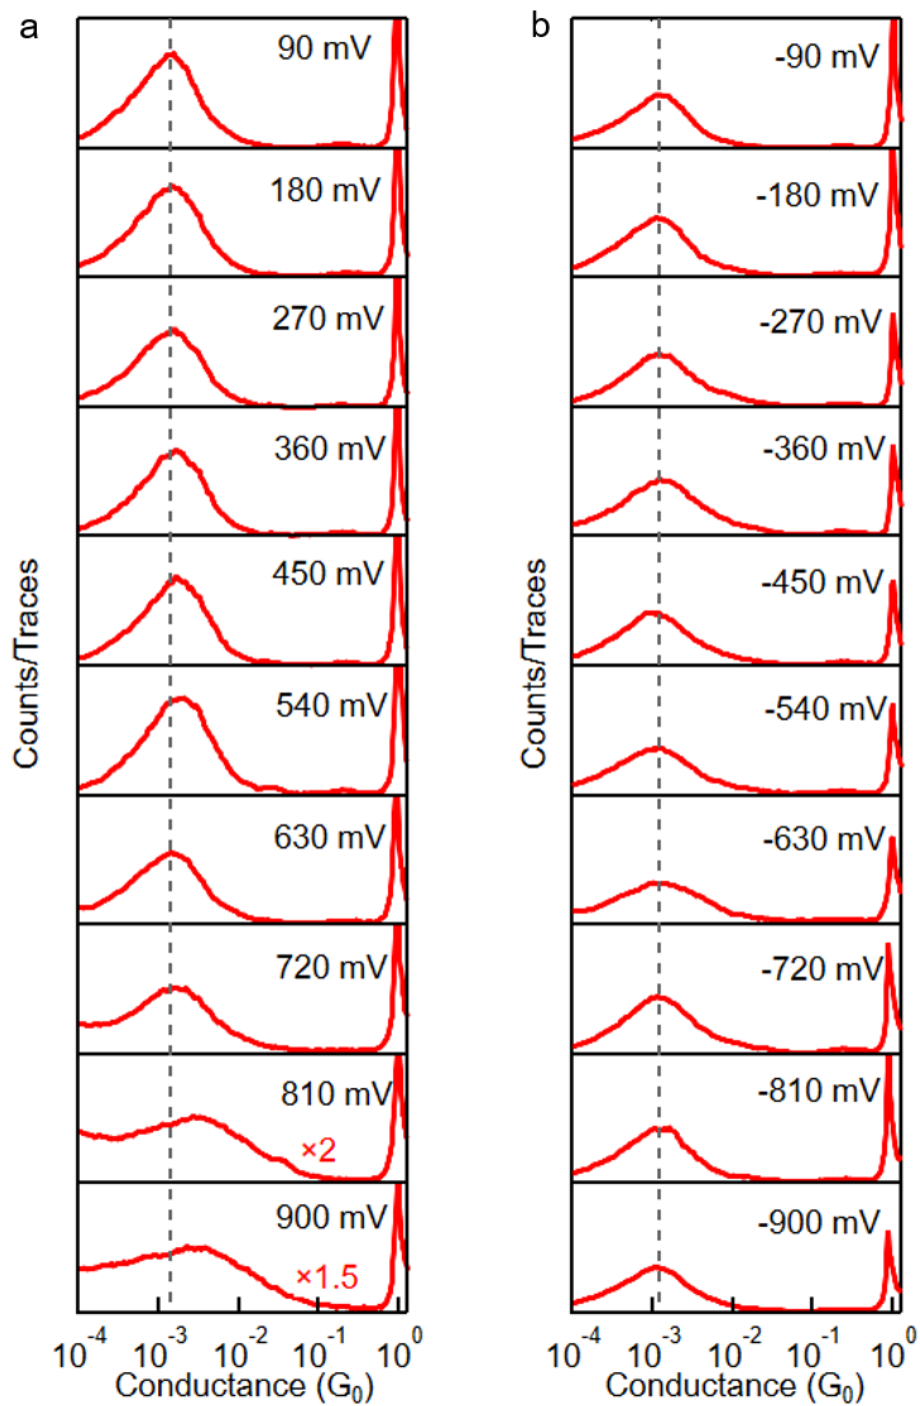 a
90 mV
180 mV
270 mV
360 mV
450 mV
540 mV
630 mV
720 mV
810 mV
×2
900 mV
×1.5
Counts/Traces
10⁻⁴ 10⁻³ 10⁻² 10⁻¹ 10⁰
Conductance (G₀)
b
-90 mV
-180 mV
-270 mV
-360 mV
-450 mV
-540 mV
-630 mV
-720 mV
-810 mV
-900 mV
Counts/Traces
10⁻⁴ 10⁻³ 10⁻² 10⁻¹ 10⁰
Conductance (G₀)